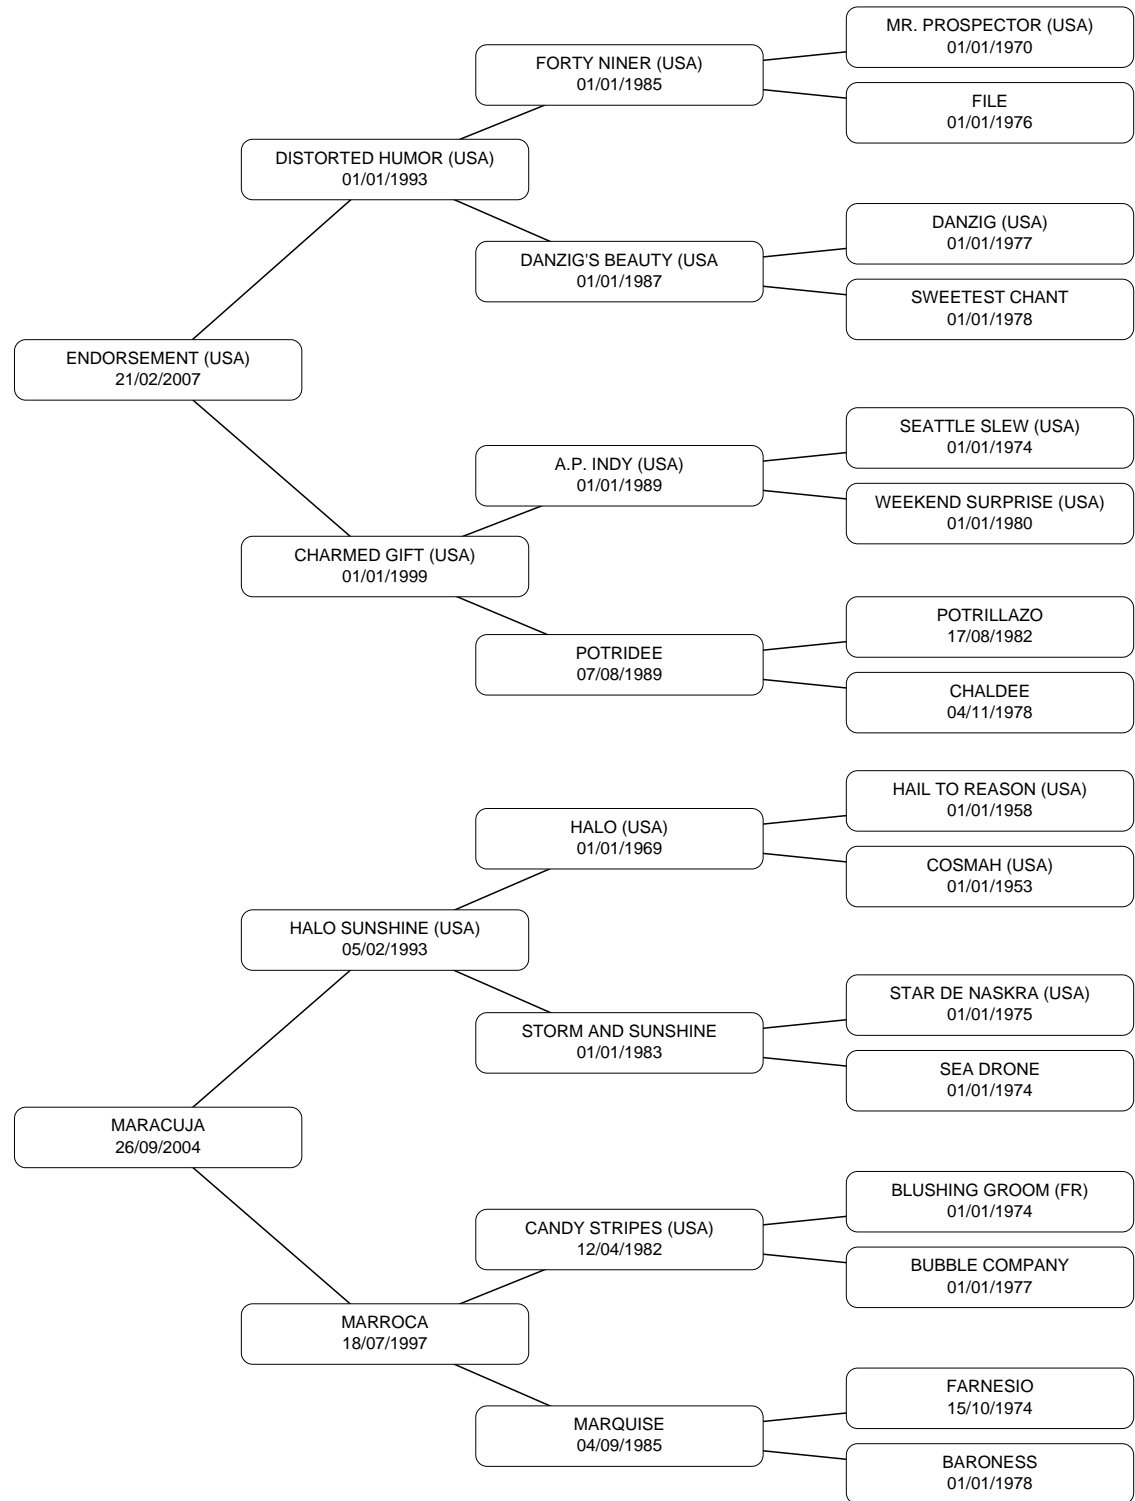 MR. PROSPECTOR (USA)
01/01/1970
FORTY NINER (USA)
01/01/1985
FILE
01/01/1976
DISTORTED HUMOR (USA)
01/01/1993
DANZIG (USA)
01/01/1977
DANZIG'S BEAUTY (USA
01/01/1987
SWEETEST CHANT
01/01/1978
ENDORSEMENT (USA)
21/02/2007
SEATTLE SLEW (USA)
01/01/1974
A.P. INDY (USA)
01/01/1989
WEEKEND SURPRISE (USA)
01/01/1980
CHARMED GIFT (USA)
01/01/1999
POTRILLAZO
17/08/1982
POTRIDEE
07/08/1989
CHALDEE
04/11/1978
HAIL TO REASON (USA)
01/01/1958
HALO (USA)
01/01/1969
COSMAH (USA)
01/01/1953
HALO SUNSHINE (USA)
05/02/1993
STAR DE NASKRA (USA)
01/01/1975
STORM AND SUNSHINE
01/01/1983
SEA DRONE
01/01/1974
MARACUJA
26/09/2004
BLUSHING GROOM (FR)
01/01/1974
CANDY STRIPES (USA)
12/04/1982
BUBBLE COMPANY
01/01/1977
MARROCA
18/07/1997
FARNESIO
15/10/1974
MARQUISE
04/09/1985
BARONESS
01/01/1978